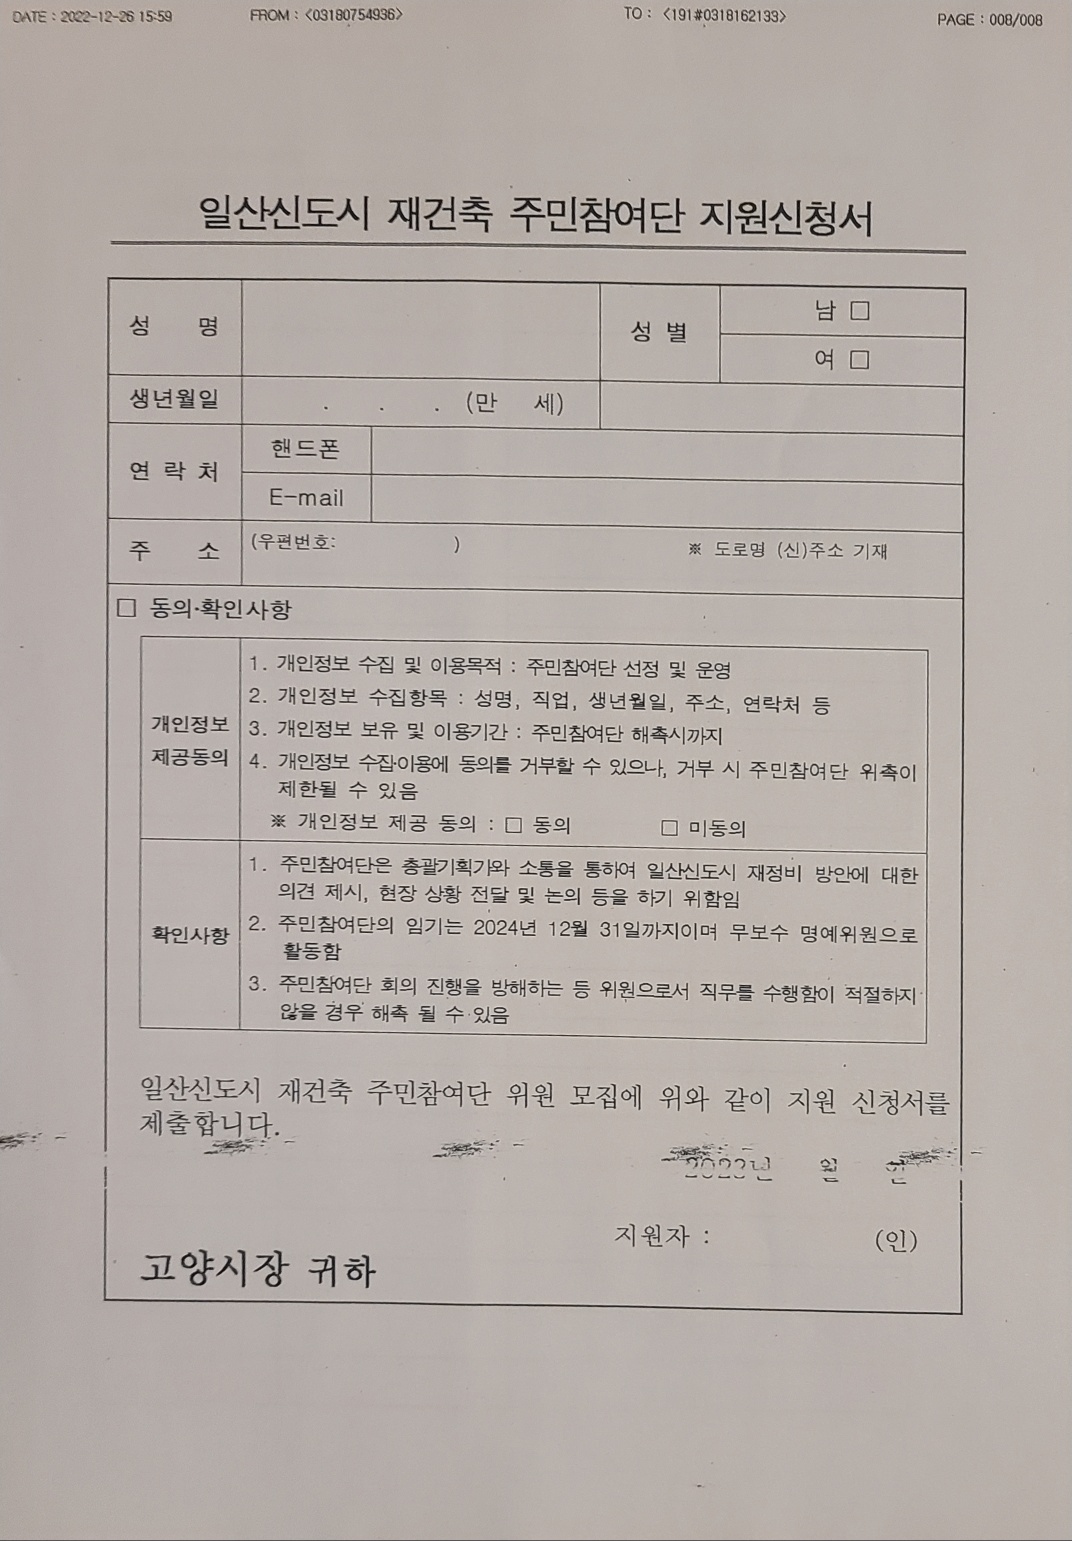 DATE : 2022-12-26 15:59 FROM : <03180754936> TO : <191#0318162133> PAGE : 008/008
일산신도시 재건축 주민참여단 지원신청서
성 명 성 별 남 □
여 □
생년월일 . . . (만 세)
연 락 처 핸드폰
E-mail
주 소 (우편번호: ) ※ 도로명 (신)주소 기재
□ 동의·확인사항
개인정보 제공동의
1. 개인정보 수집 및 이용목적 : 주민참여단 선정 및 운영
2. 개인정보 수집항목 : 성명, 직업, 생년월일, 주소, 연락처 등
3. 개인정보 보유 및 이용기간 : 주민참여단 해촉시까지
4. 개인정보 수집·이용에 동의를 거부할 수 있으나, 거부 시 주민참여단 위촉이
제한될 수 있음
※ 개인정보 제공 동의 : □ 동의 □ 미동의
확인사항
1. 주민참여단은 총괄기획가와 소통을 통하여 일산신도시 재정비 방안에 대한
의견 제시, 현장 상황 전달 및 논의 등을 하기 위함임
2. 주민참여단의 임기는 2024년 12월 31일까지이며 무보수 명예위원으로
활동함
3. 주민참여단 회의 진행을 방해하는 등 위원으로서 직무를 수행함이 적절하지
않을 경우 해촉 될 수 있음
일산신도시 재건축 주민참여단 위원 모집에 위와 같이 지원 신청서를
제출합니다.
2023년 월 일
지원자 : (인)
고양시장 귀하